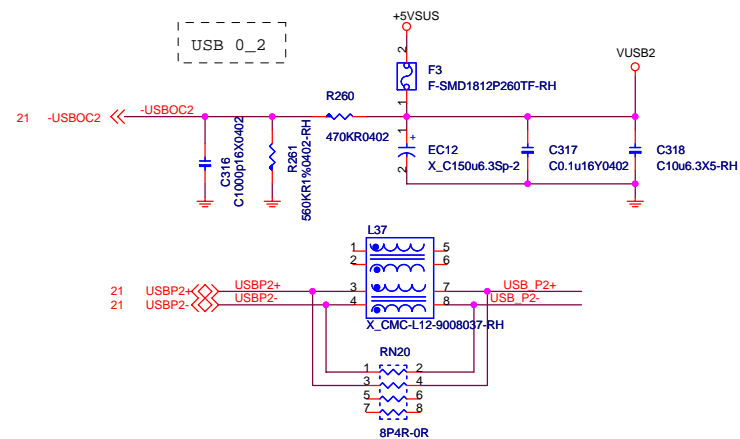 +5VSUS
USB 0_2
VUSB2
2
F3
F-SMD1812P260TF-RH
1
R260
21 -USBOC2
-USBOC2
470KR0402
1
+
EC12
X_C150u6.3Sp-2
2
C317
C0.1u16Y0402
C318
C10u6.3X5-RH
C316
C1000p16X0402
R261
560KR1%0402-RH
L37
1
5
2
6
21 USBP2+
USBP2+
3
7
USB_P2+
21 USBP2-
USBP2-
4
8
USB_P2-
X_CMC-L12-9008037-RH
RN20
1
2
3
4
5
6
7
8
8P4R-0R